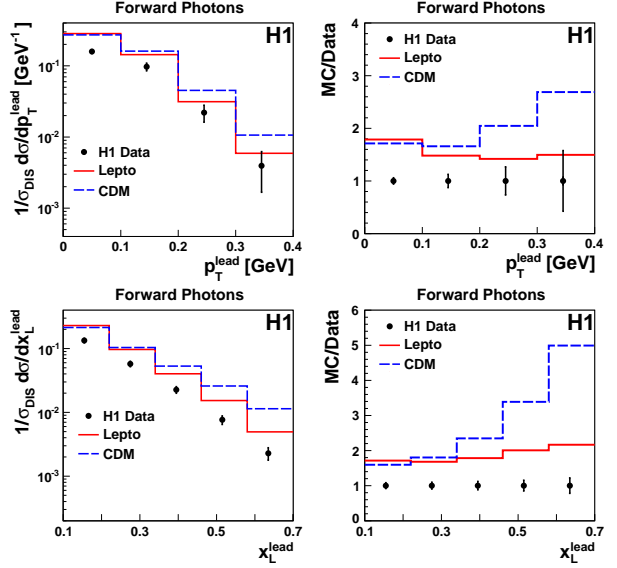 Forward Photons
H1
1/σ_DIS dσ/dp_T^lead [GeV⁻¹]
10⁻¹
10⁻²
10⁻³
H1 Data
Lepto
CDM
0 0.1 0.2 0.3 0.4
p_T^lead [GeV]
Forward Photons
H1
MC/Data
4
3
2
1
0
H1 Data
Lepto
CDM
0 0.1 0.2 0.3 0.4
p_T^lead [GeV]
Forward Photons
H1
1/σ_DIS dσ/dx_L^lead
10⁻¹
10⁻²
10⁻³
H1 Data
Lepto
CDM
0.1 0.3 0.5 0.7
x_L^lead
Forward Photons
H1
MC/Data
6
5
4
3
2
1
0
H1 Data
Lepto
CDM
0.1 0.3 0.5 0.7
x_L^lead